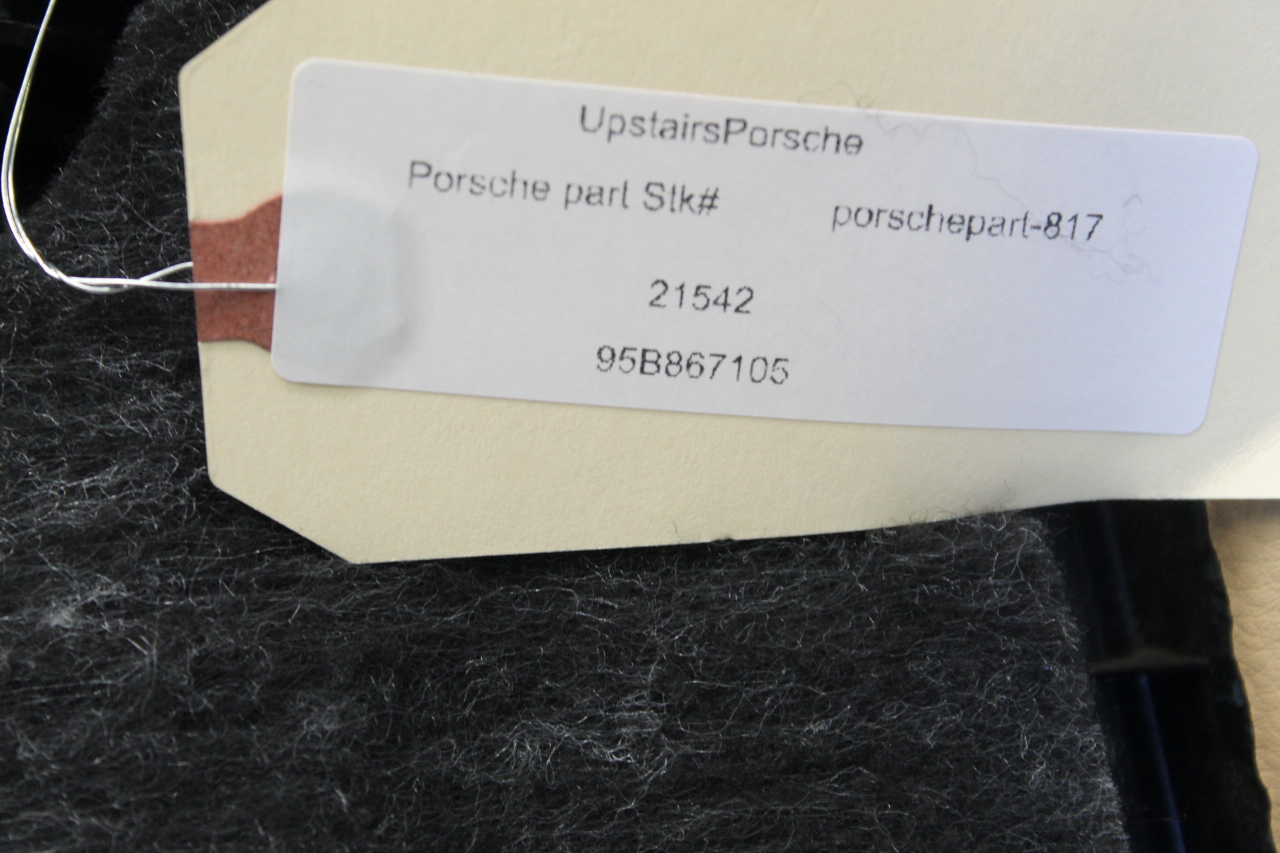 UpstairsPorsche
Porsche part Stk# porschepart-817
21542
95B867105